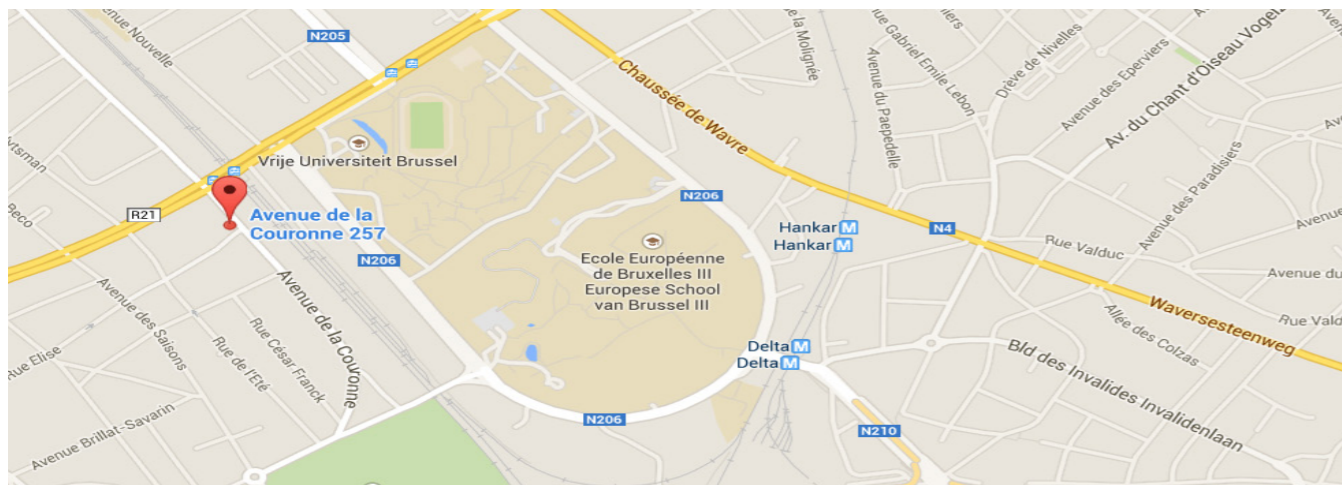 Avenue Nouvelle
N205
la Molignée
Rue Gabriel Emile Lebon
Drève de Nivelles
Av. du Chant d'Oiseau
Chaussée de Wavre
Avenue du Paepedelle
Avenue des Eperviers
Vrije Universiteit Brussel
Avenue des Paradisiers
Beco
R21
Avenue de la
Couronne 257
N206
Hankar
Hankar
N4
Rue Valduc
Avenue
Ecole Européenne
de Bruxelles III
Europese School
van Brussel III
N206
Avenue du
Avenue des Saisons
Avenue de la Couronne
Waversesteenweg
Allée des Colzas
Rue Elise
Rue de l'Eté
Rue César Franck
Delta
Delta
Bld des Invalides Invalidenlaan
Avenue Brillat-Savarin
N206
N210